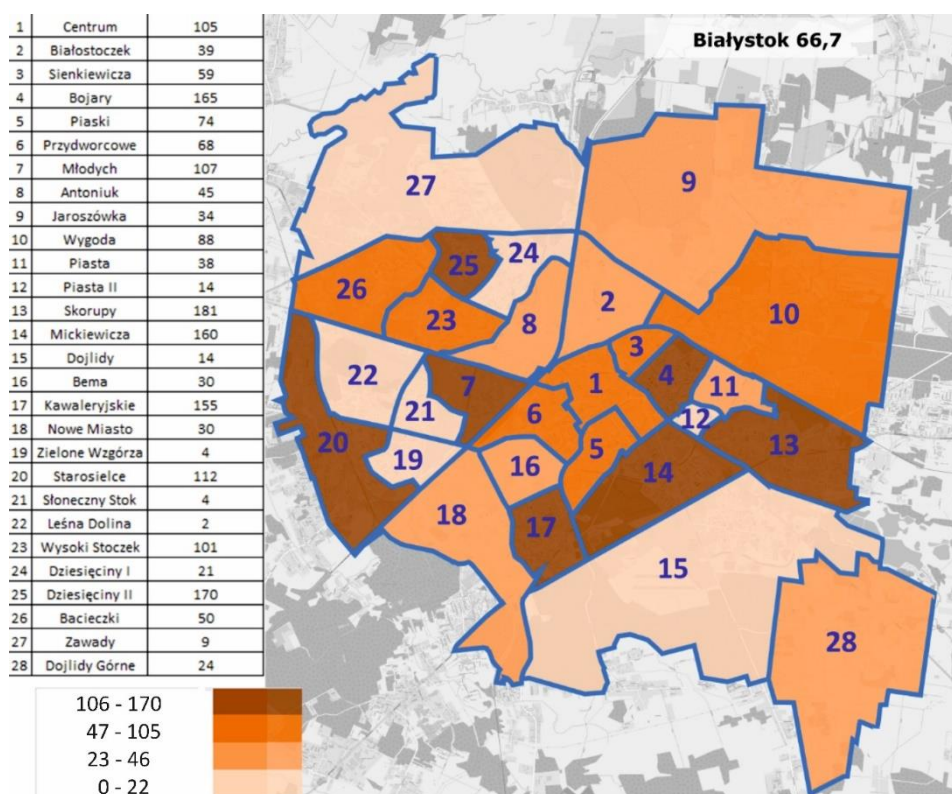 1 Centrum 105
2 Białostoczek 39
3 Sienkiewicza 59
4 Bojary 165
5 Piaski 74
6 Przydworcowe 68
7 Młodych 107
8 Antoniuk 45
9 Jaroszówka 34
10 Wygoda 88
11 Piasta 38
12 Piasta II 14
13 Skorupy 181
14 Mickiewicza 160
15 Dojlidy 14
16 Bema 30
17 Kawaleryjskie 155
18 Nowe Miasto 30
19 Zielone Wzgórza 4
20 Starosielce 112
21 Słoneczny Stok 4
22 Leśna Dolina 2
23 Wysoki Stoczek 101
24 Dziesięciny I 21
25 Dziesięciny II 170
26 Bacieczki 50
27 Zawady 9
28 Dojlidy Górne 24
106 - 170
47 - 105
23 - 46
0 - 22
Białystok 66,7
27
9
24
25
26
2
10
23
8
3
1
4
22
7
11
21
6
12
5
20
13
19
16
14
18
17
15
28